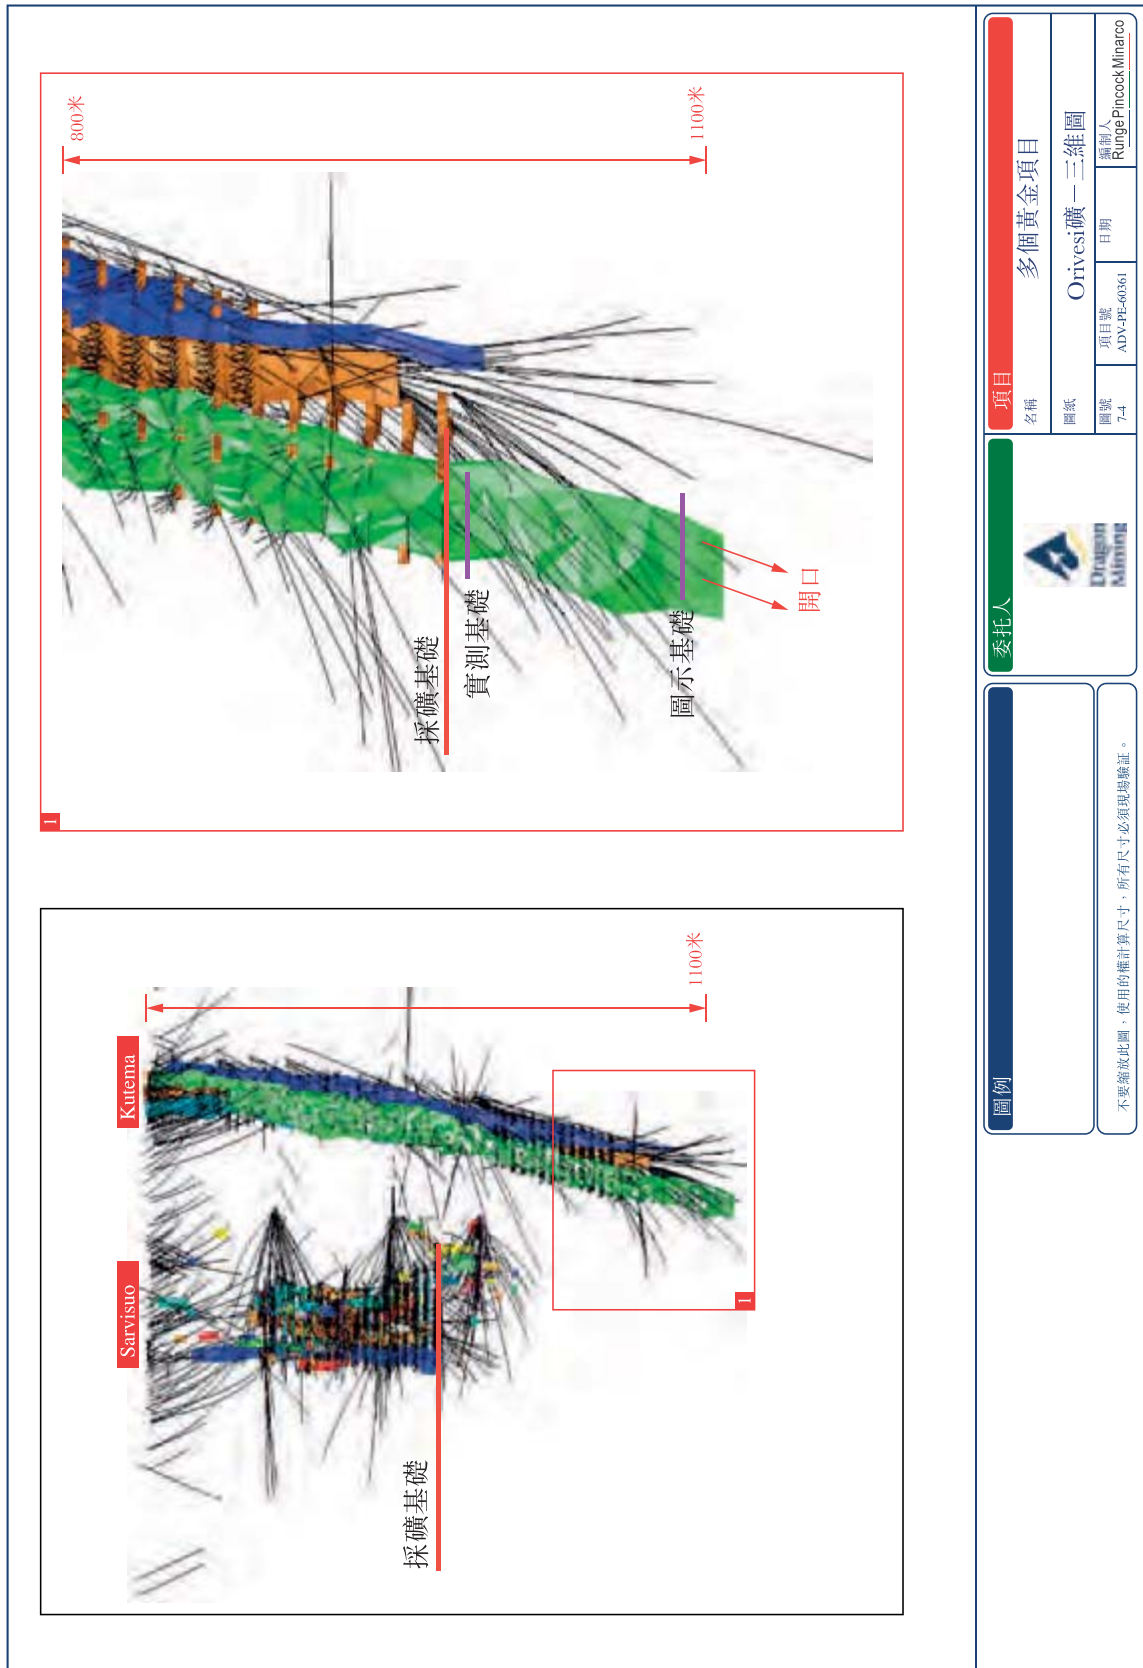 Sarvisuo
Kutema
1100米
採礦基礎
1
1
800米
1100米
採礦基礎
實測基礎
圖示基礎
開口
圖例
不要縮放此圖，使用的權計算尺寸，所有尺寸必須現場驗証。
委托人
Dragon
Mining
項目
名稱
多個黃金項目
圖紙
Orivesi礦－三維圖
圖號
7-4
項目號
ADV-PE-60361
日期
編制人
RungePincockMinarco